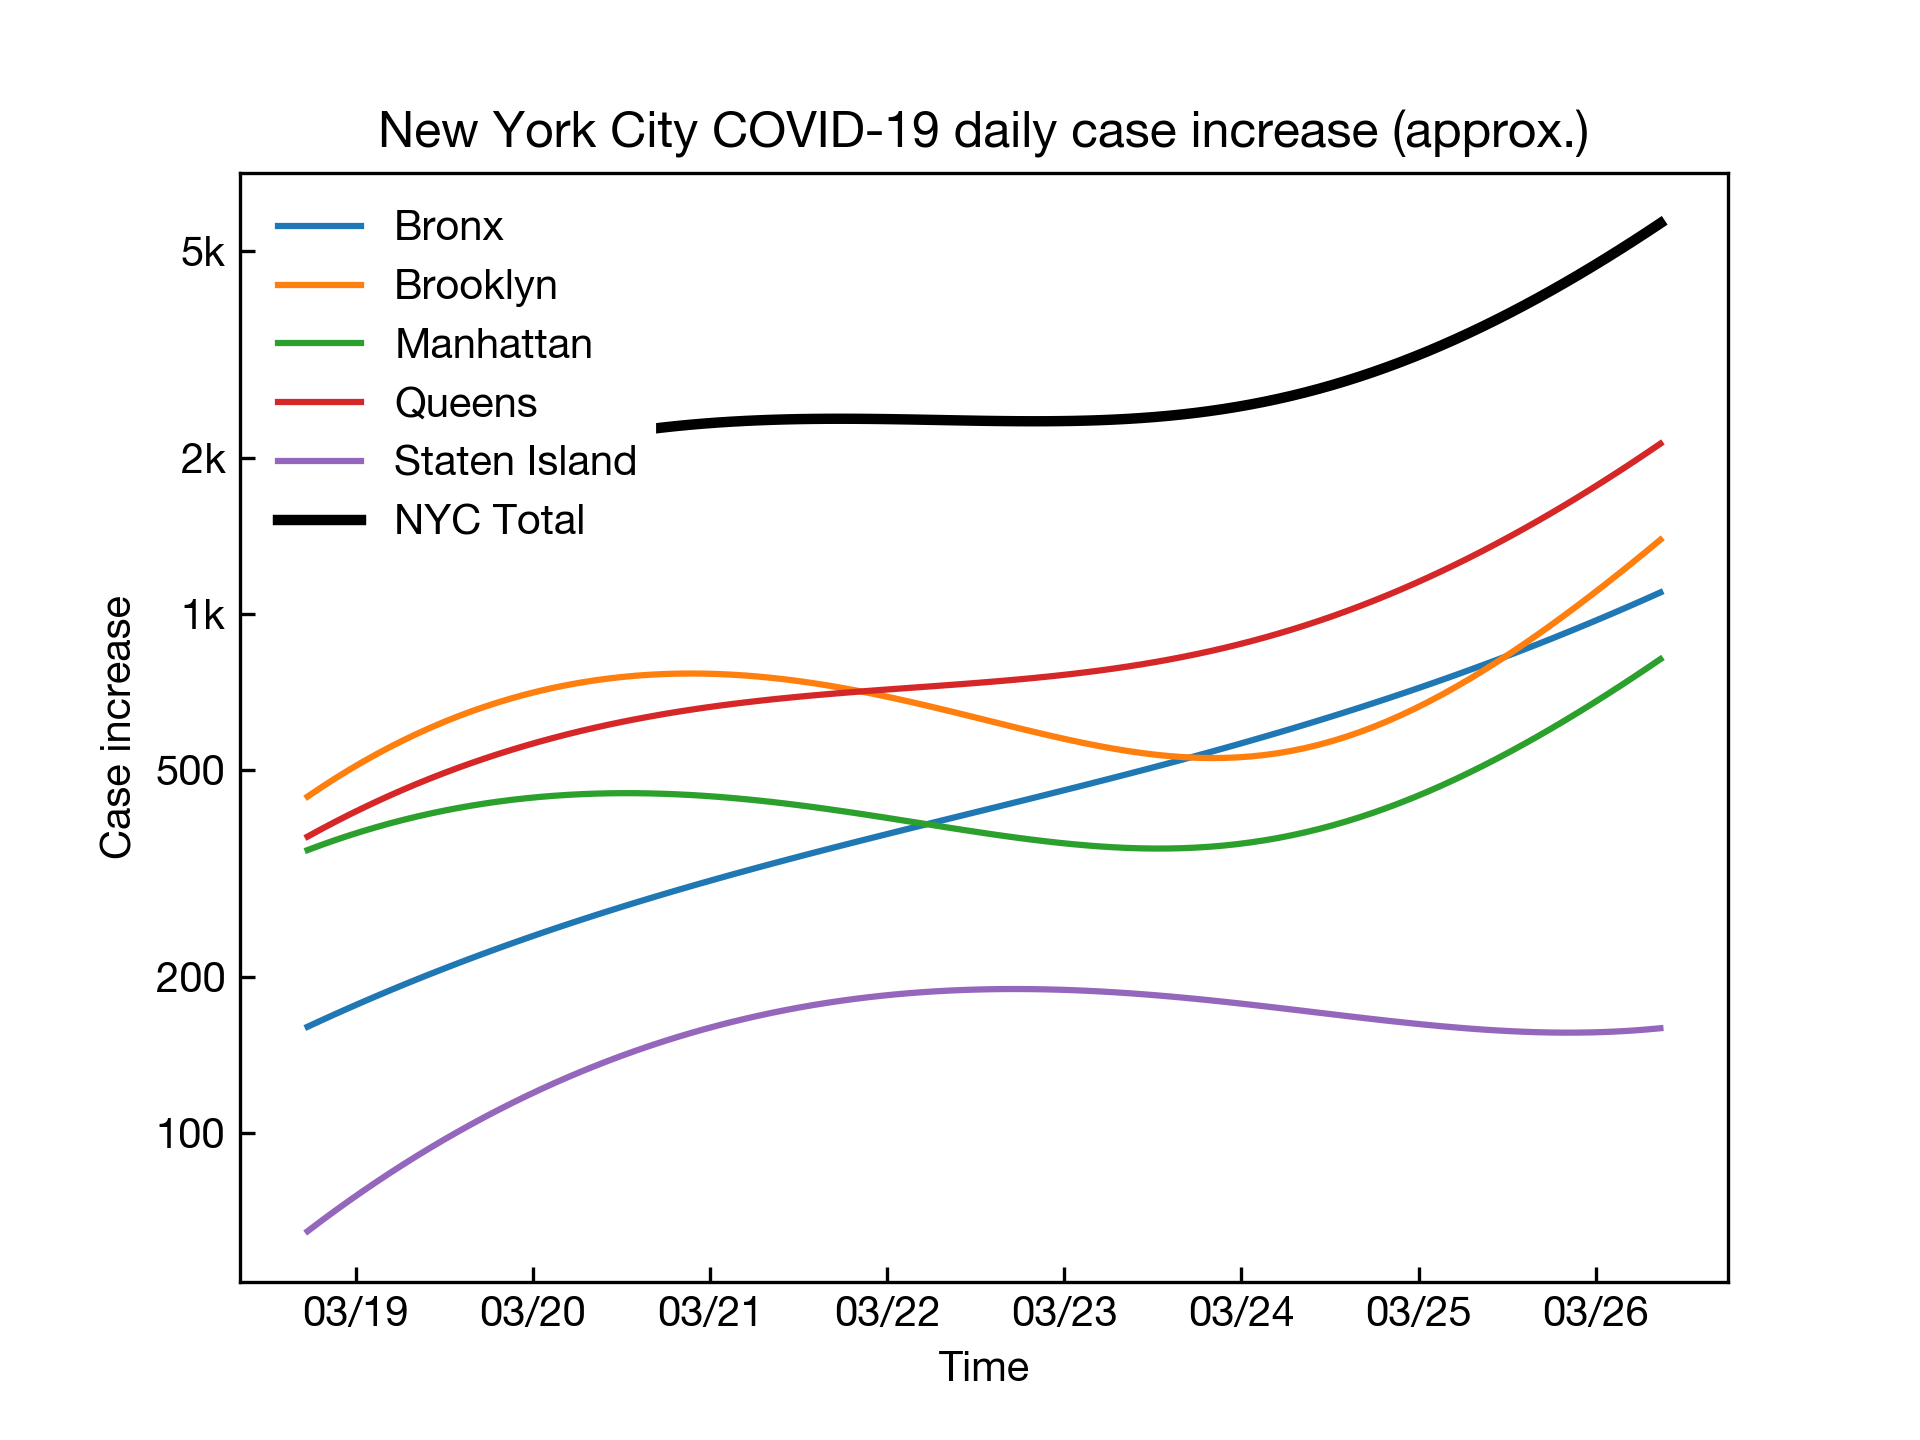 New York City COVID-19 daily case increase (approx.)
Bronx
Brooklyn
Manhattan
Queens
Staten Island
NYC Total
5k
2k
1k
500
200
100
Case increase
03/19 03/20 03/21 03/22 03/23 03/24 03/25 03/26
Time